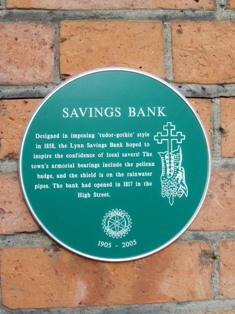 SAVINGS BANK
Designed in imposing 'tudor-gothic' style
in 1858, the Lynn Savings Bank hoped to
inspire the confidence of local savers! The
town's armorial bearings include the pelican
badge, and the shield is on the rainwater
pipes. The bank had opened in 1817 in the
High Street.
1905 - 2005